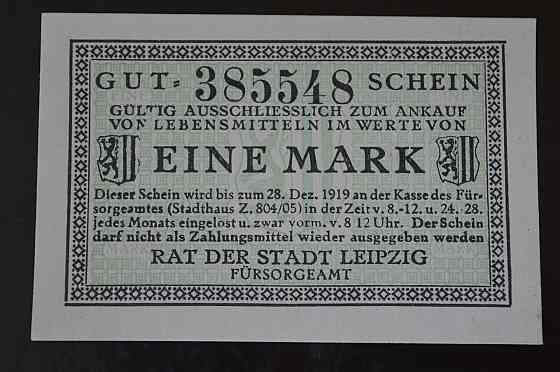 GUT= 385548 SCHEIN
GÜLTIG AUSSCHLIESSLICH ZUM ANKAUF
VON LEBENSMITTELN IM WERTE VON
EINE MARK
Dieser Schein wird bis zum 28. Dez. 1919 an der Kasse des Für-
sorgeamtes (Stadthaus Z. 804/05) in der Zeit v. 8.-12. u. 24.-28.
jedes Monats eingelöst u. zwar vorm. v. 8 12 Uhr. Der Schein
darf nicht als Zahlungsmittel wieder ausgegeben werden
RAT DER STADT LEIPZIG
FÜRSORGEAMT